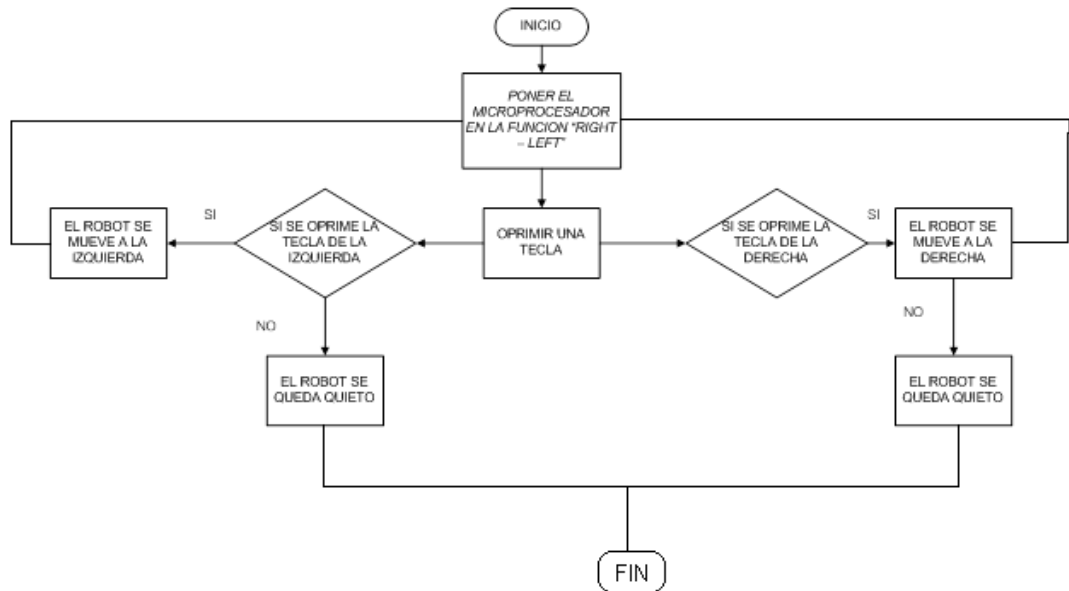 INICIO
PONER EL
MICROPROCESADOR
EN LA FUNCION "RIGHT
– LEFT"
SI
EL ROBOT SE
MUEVE A LA
IZQUIERDA
SI SE OPRIME LA
TECLA DE LA
IZQUIERDA
OPRIMIR UNA
TECLA
SI SE OPRIME LA
TECLA DE LA
DERECHA
SI
EL ROBOT SE
MUEVE A LA
DERECHA
NO
EL ROBOT SE
QUEDA QUIETO
NO
EL ROBOT SE
QUEDA QUIETO
FIN